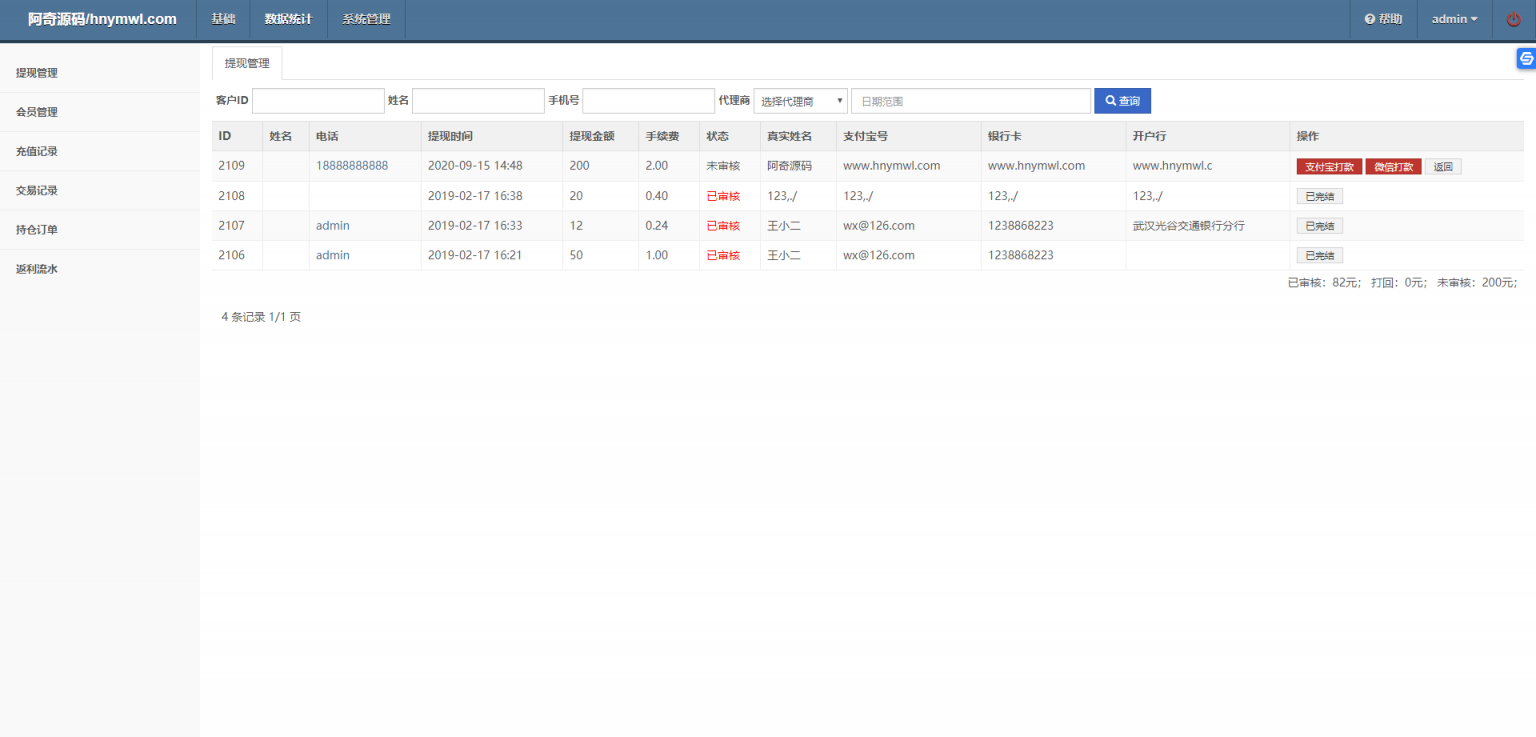 阿奇源码/hnymwl.com 基础 数据统计 系统管理 帮助 admin
提现管理
会员管理
充值记录
交易记录
持仓订单
返利流水
提现管理
客户ID 姓名 手机号 代理商 选择代理商 日期范围 查询
ID 姓名 电话 提现时间 提现金额 手续费 状态 真实姓名 支付宝号 银行卡 开户行 操作
2109 18888888888 2020-09-15 14:48 200 2.00 未审核 阿奇源码 www.hnymwl.com www.hnymwl.com www.hnymwl.c 支付宝打款 微信打款 返回
2108 2019-02-17 16:38 20 0.40 已审核 123,./ 123,./ 123,./ 123,./ 已完结
2107 admin 2019-02-17 16:33 12 0.24 已审核 王小二 wx@126.com 1238868223 武汉光谷交通银行分行 已完结
2106 admin 2019-02-17 16:21 50 1.00 已审核 王小二 wx@126.com 1238868223 已完结
已审核：82元； 打回：0元； 未审核：200元；
4 条记录 1/1 页